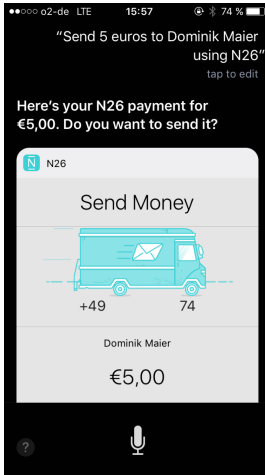 o2-de LTE 15:57 74 %
“Send 5 euros to Dominik Maier
using N26”
tap to edit
Here’s your N26 payment for
€5,00. Do you want to send it?
N N26
Send Money
+49 74
Dominik Maier
€5,00
?